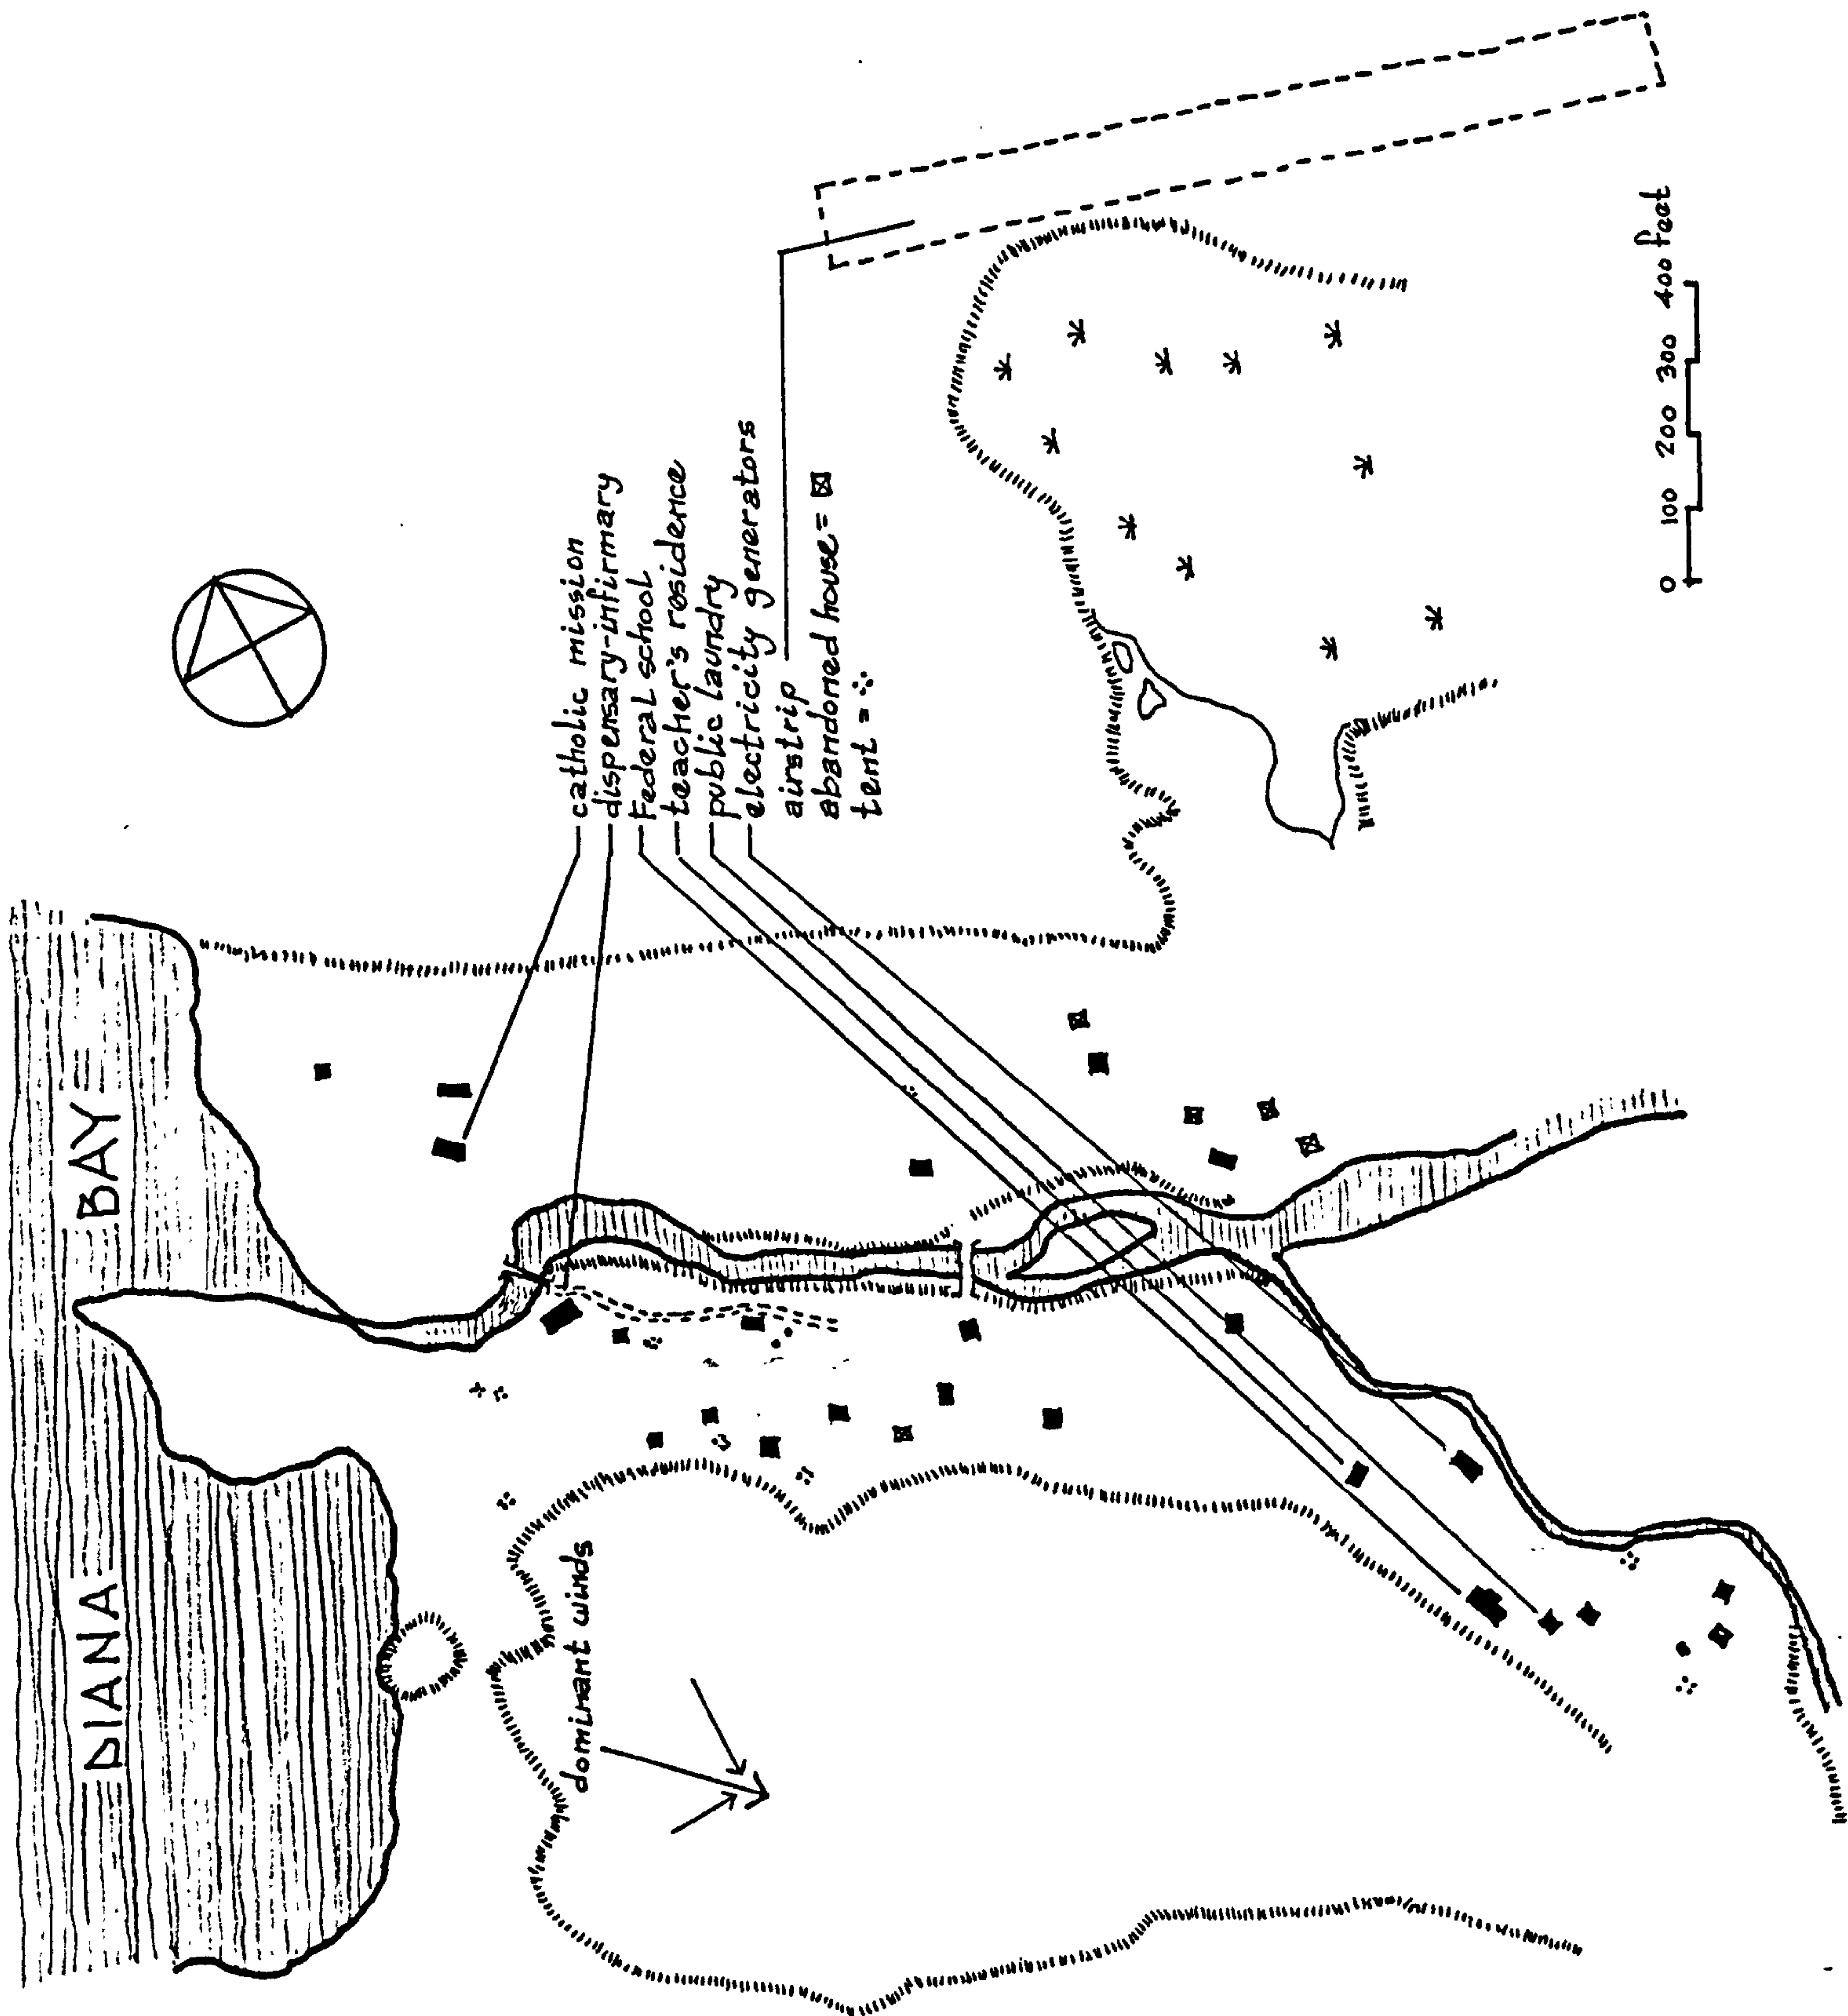 DIANA BAY
catholic mission
dispensary-infirmary
Federal school
teacher's residence
public laundry
electricity generators
airstrip
abandoned house =
tent =
dominant winds
0 100 200 300 400 feet